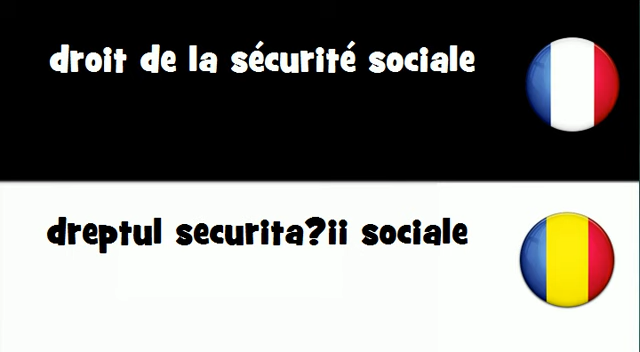 droit de la sécurité sociale
dreptul securita?ii sociale